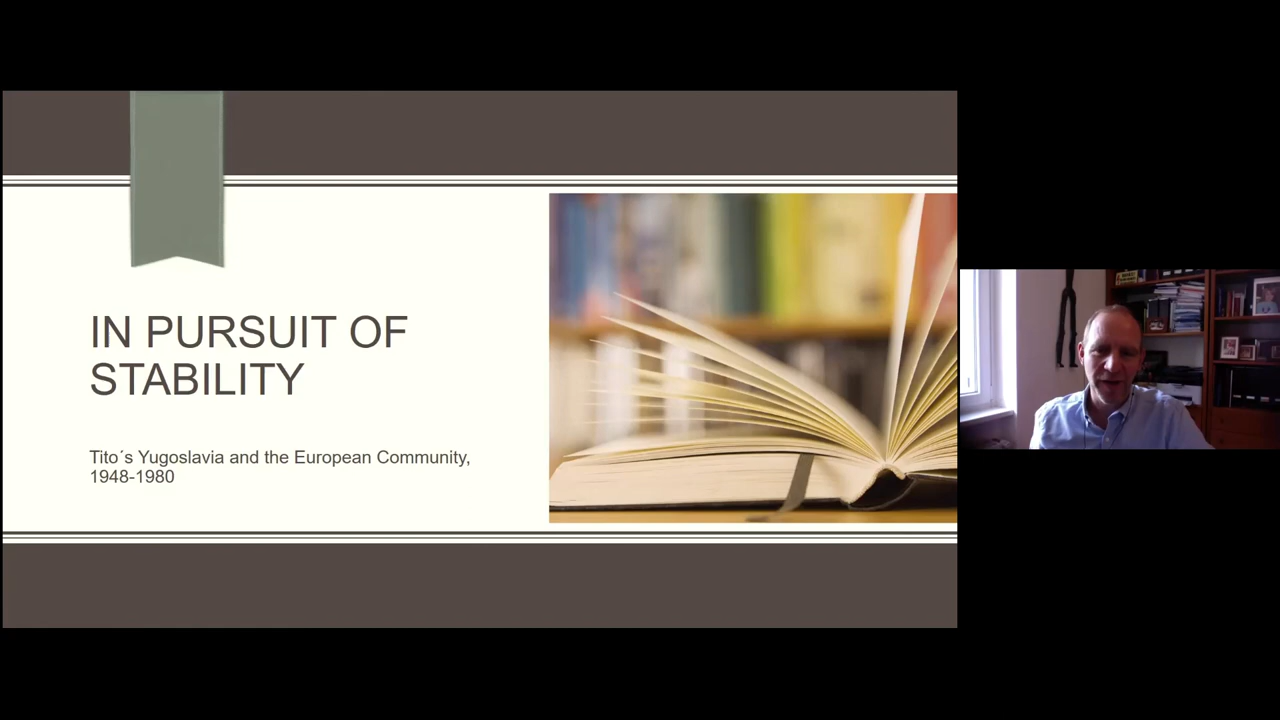 IN PURSUIT OF
STABILITY
Tito´s Yugoslavia and the European Community,
1948-1980